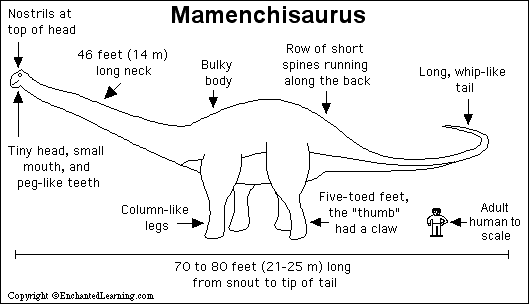 Mamenchisaurus
Nostrils at
top of head
46 feet (14 m)
long neck
Bulky
body
Row of short
spines running
along the back
Long, whip-like
tail
Tiny head, small
mouth, and
peg-like teeth
Column-like
legs
Five-toed feet,
the "thumb"
had a claw
Adult
human to
scale
70 to 80 feet (21-25 m) long
from snout to tip of tail
Copyright ©EnchantedLearning.com